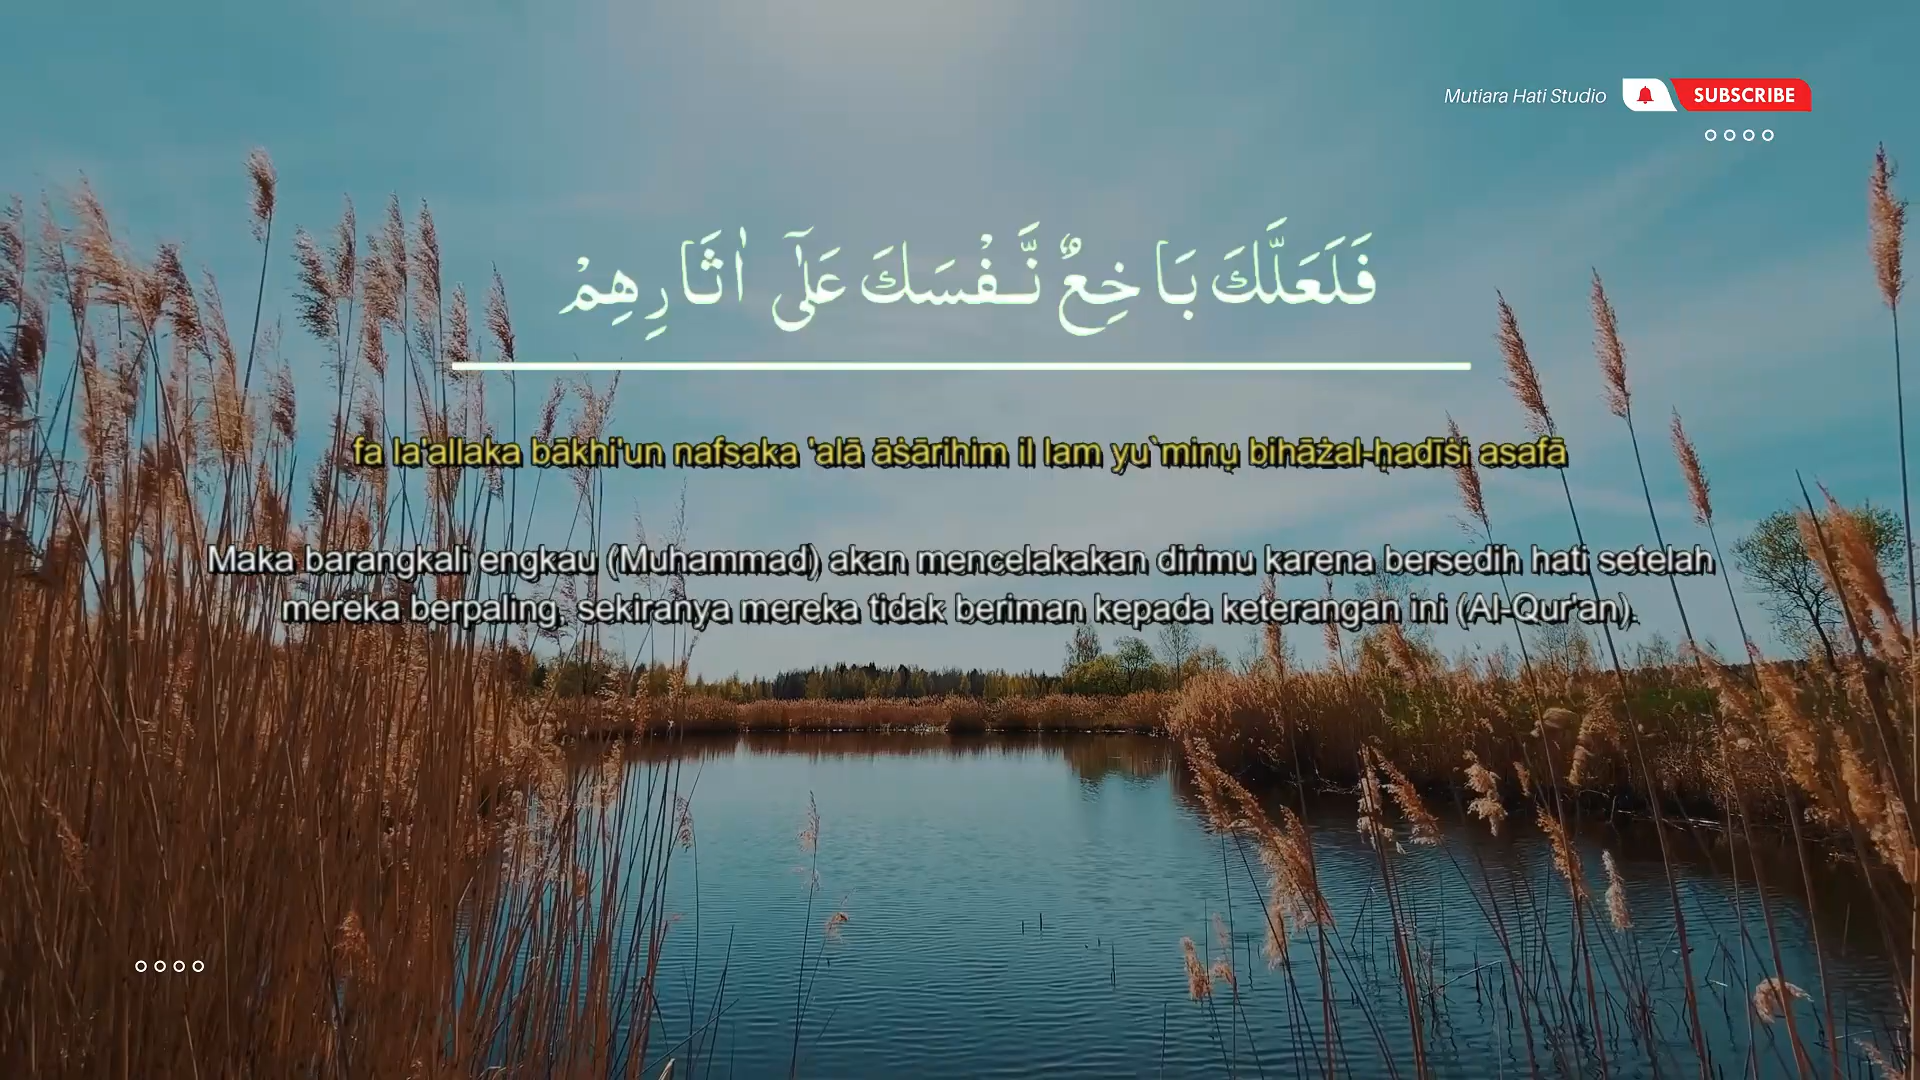 Mutiara Hati Studio
SUBSCRIBE
فَلَعَلَّكَ بَاخِعٌ نَّفْسَكَ عَلٰٓى اٰثَارِهِمْ
fa la'allaka bākhi'un nafsaka 'alā āṡārihim il lam yu`minụ bihāżal-ḥadīṡi asafā
Maka barangkali engkau (Muhammad) akan mencelakakan dirimu karena bersedih hati setelah
mereka berpaling, sekiranya mereka tidak beriman kepada keterangan ini (Al-Qur'an).